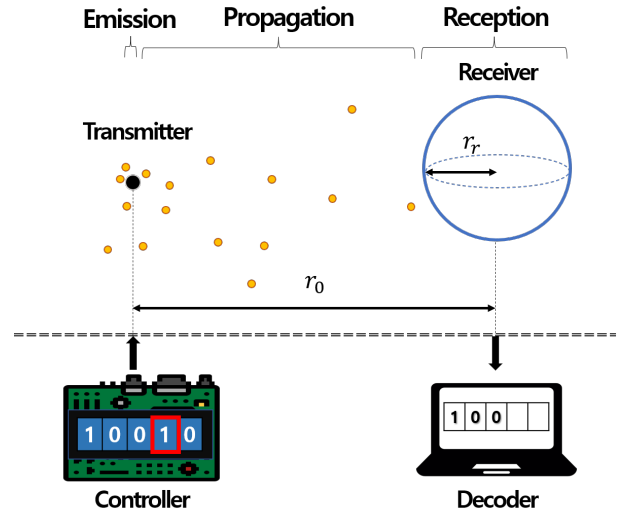 Emission Propagation Reception
Receiver
Transmitter
r_r
r_0
1 0 0 1 0
1 0 0
Controller Decoder